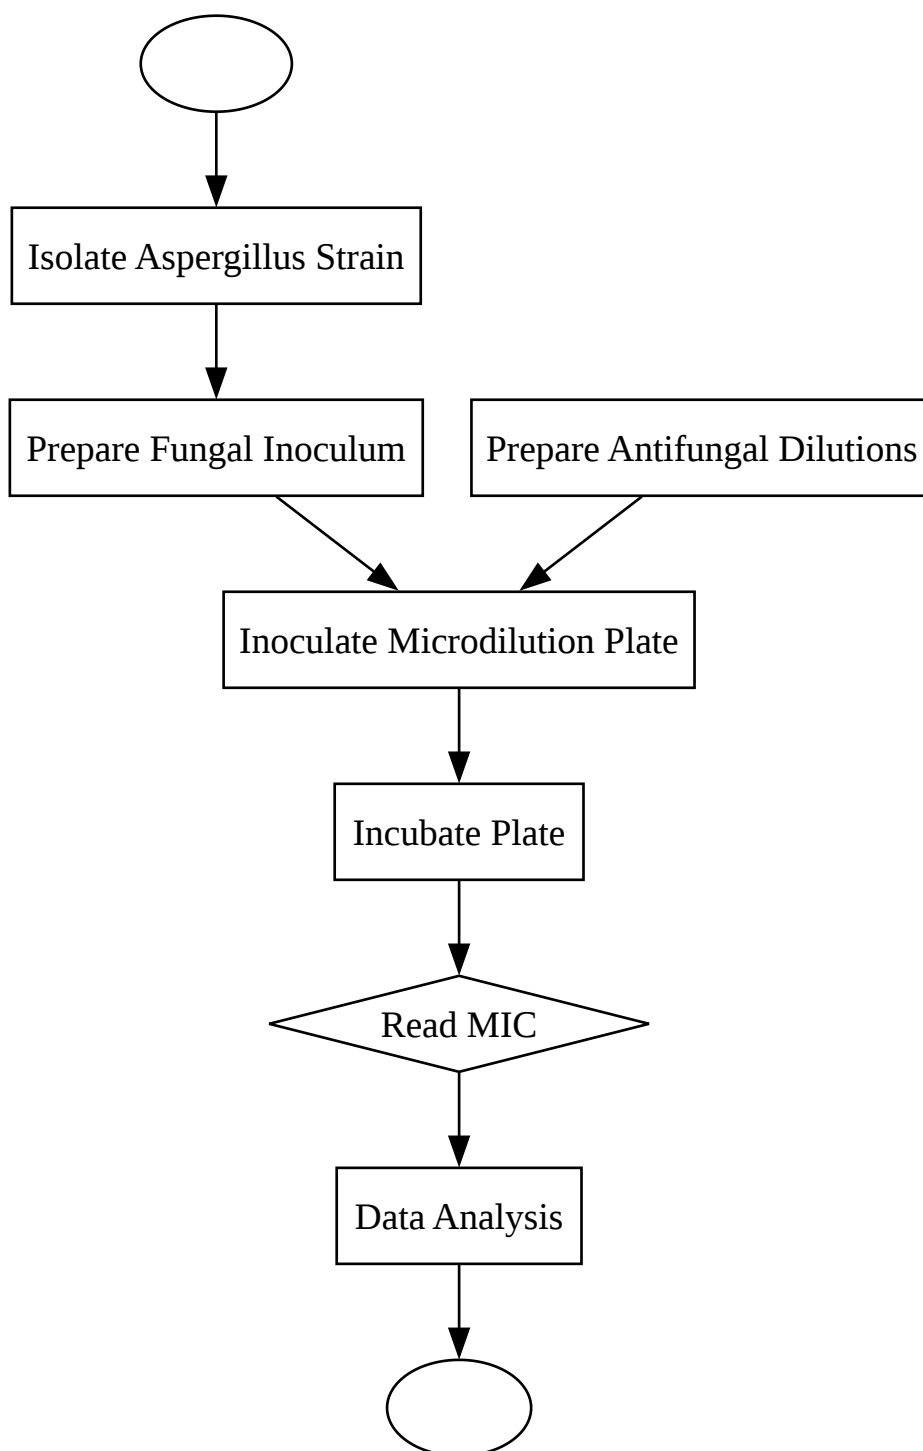 Isolate Aspergillus Strain
Prepare Fungal Inoculum
Prepare Antifungal Dilutions
Inoculate Microdilution Plate
Incubate Plate
Read MIC
Data Analysis